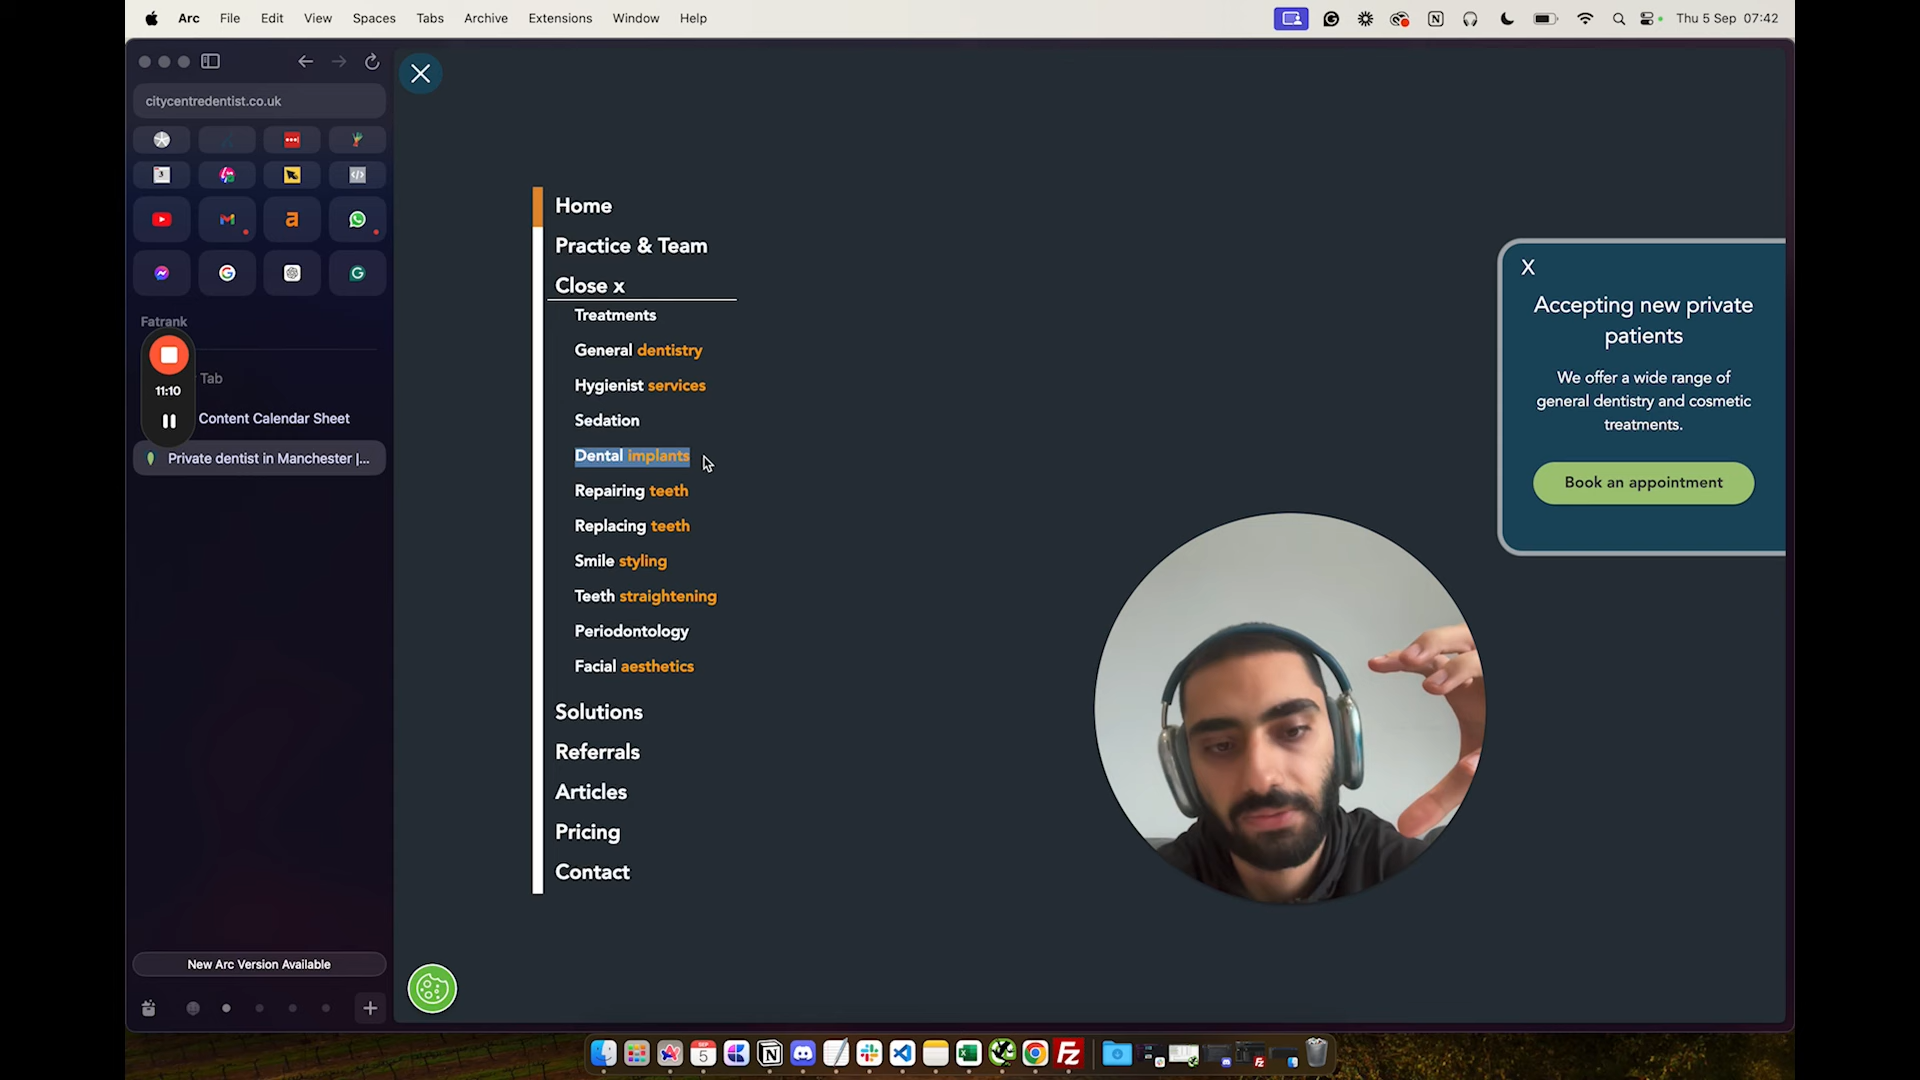 Arc File Edit View Spaces Tabs Archive Extensions Window Help
Thu 5 Sep 07:42
citycentredentist.co.uk
3
Fatrank
11:10
Tab
Content Calendar Sheet
Private dentist in Manchester |...
New Arc Version Available
Home
Practice & Team
Close x
Treatments
General dentistry
Hygienist services
Sedation
Dental implants
Repairing teeth
Replacing teeth
Smile styling
Teeth straightening
Periodontology
Facial aesthetics
Solutions
Referrals
Articles
Pricing
Contact
X
Accepting new private
patients
We offer a wide range of
general dentistry and cosmetic
treatments.
Book an appointment
SEP
5